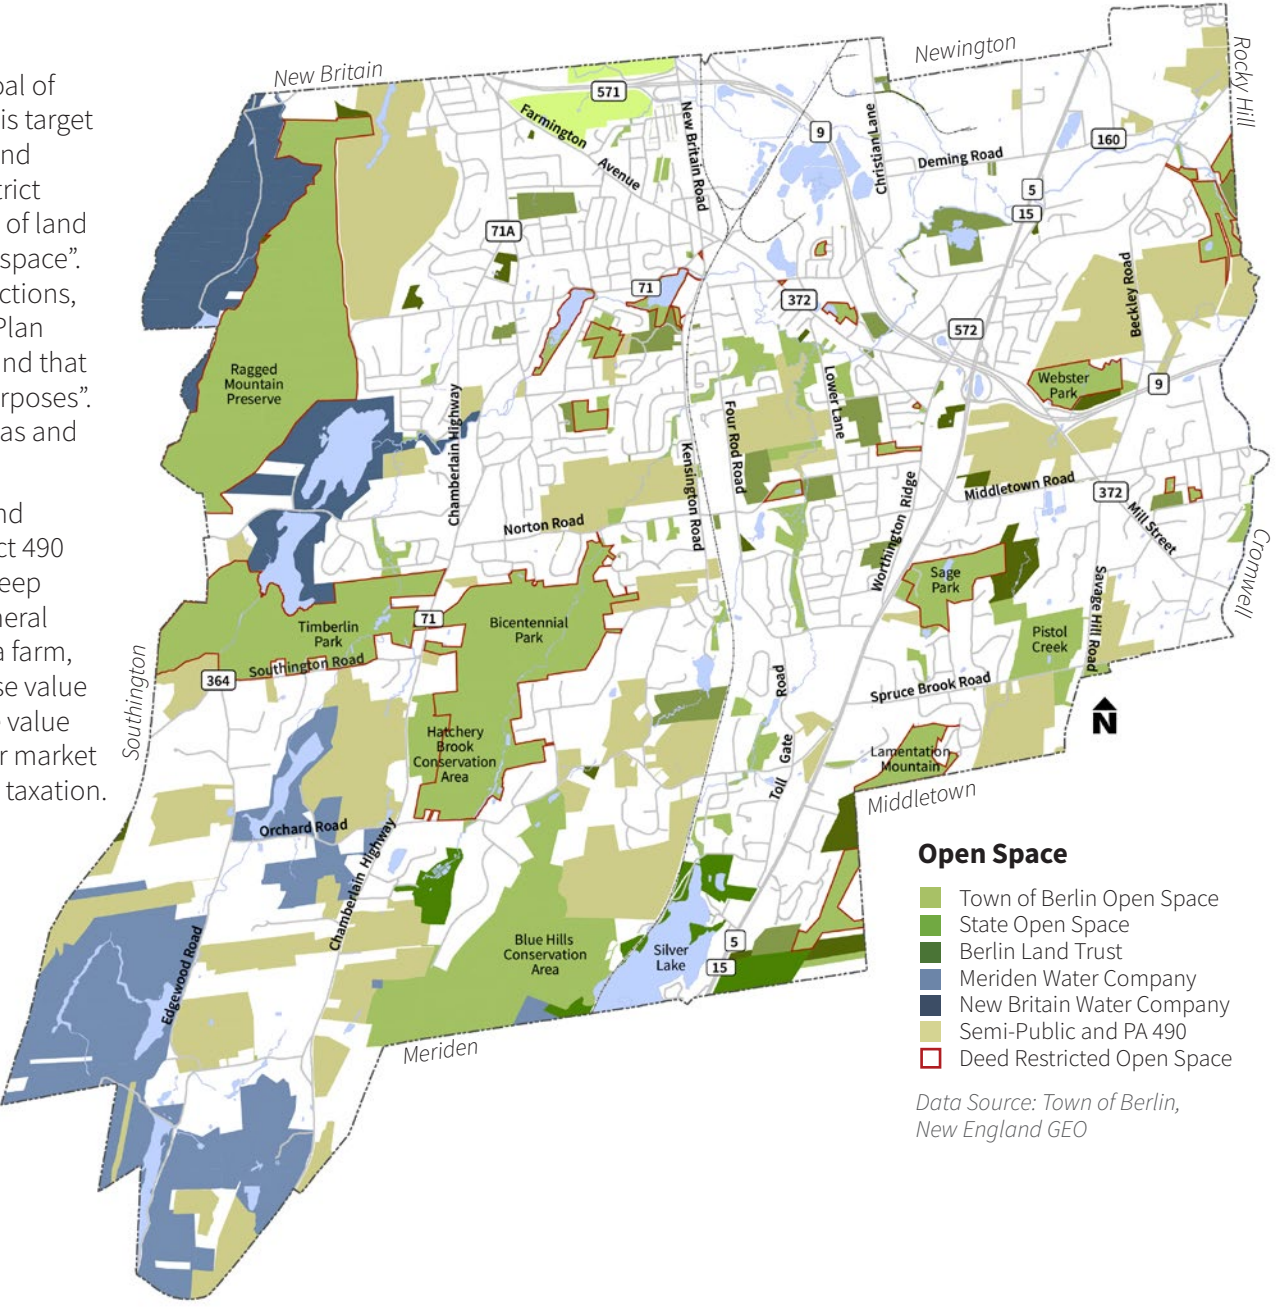 oal of
is target
nd
trict
of land
space”.
ctions,
Plan
nd that
rposes”.
as and
nd
ct 490
eep
neral
a farm,
se value
value
r market
taxation.
New Britain
Newington
Rocky Hill
Cromwell
Middletown
Meriden
Southington
571
Farmington
Avenue
New Britain Road
9
Christian Lane
Deming Road
160
5
15
71A
71
372
572
Beckley Road
Webster
Park
9
Ragged
Mountain
Preserve
Chamberlain Highway
Four Rod Road
Lower Lane
Kensington Road
Worthington Ridge
Middletown Road
372
Mill Street
Norton Road
Sage
Park
Savage Hill Road
Timberlin
Park
71
Bicentennial
Park
Pistol
Creek
Southington Road
364
Spruce Brook Road
Toll Gate Road
Hatchery
Brook
Conservation
Area
Lamentation
Mountain
N
Orchard Road
Chamberlain Highway
Edgewood Road
Blue Hills
Conservation
Area
Silver
Lake
5
15
Open Space
Town of Berlin Open Space
State Open Space
Berlin Land Trust
Meriden Water Company
New Britain Water Company
Semi-Public and PA 490
Deed Restricted Open Space
Data Source: Town of Berlin,
New England GEO